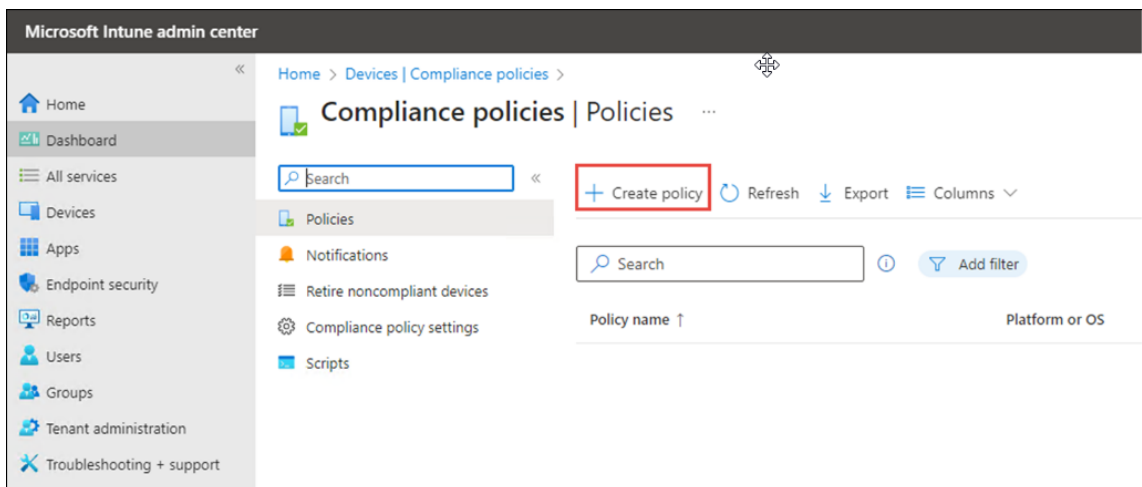 Microsoft Intune admin center
«
Home > Devices | Compliance policies >
Compliance policies | Policies ...
Home
Dashboard
All services
Devices
Apps
Endpoint security
Reports
Users
Groups
Tenant administration
Troubleshooting + support
Search «
Policies
Notifications
Retire noncompliant devices
Compliance policy settings
Scripts
+ Create policy Refresh Export Columns
Search Add filter
Policy name ↑ Platform or OS